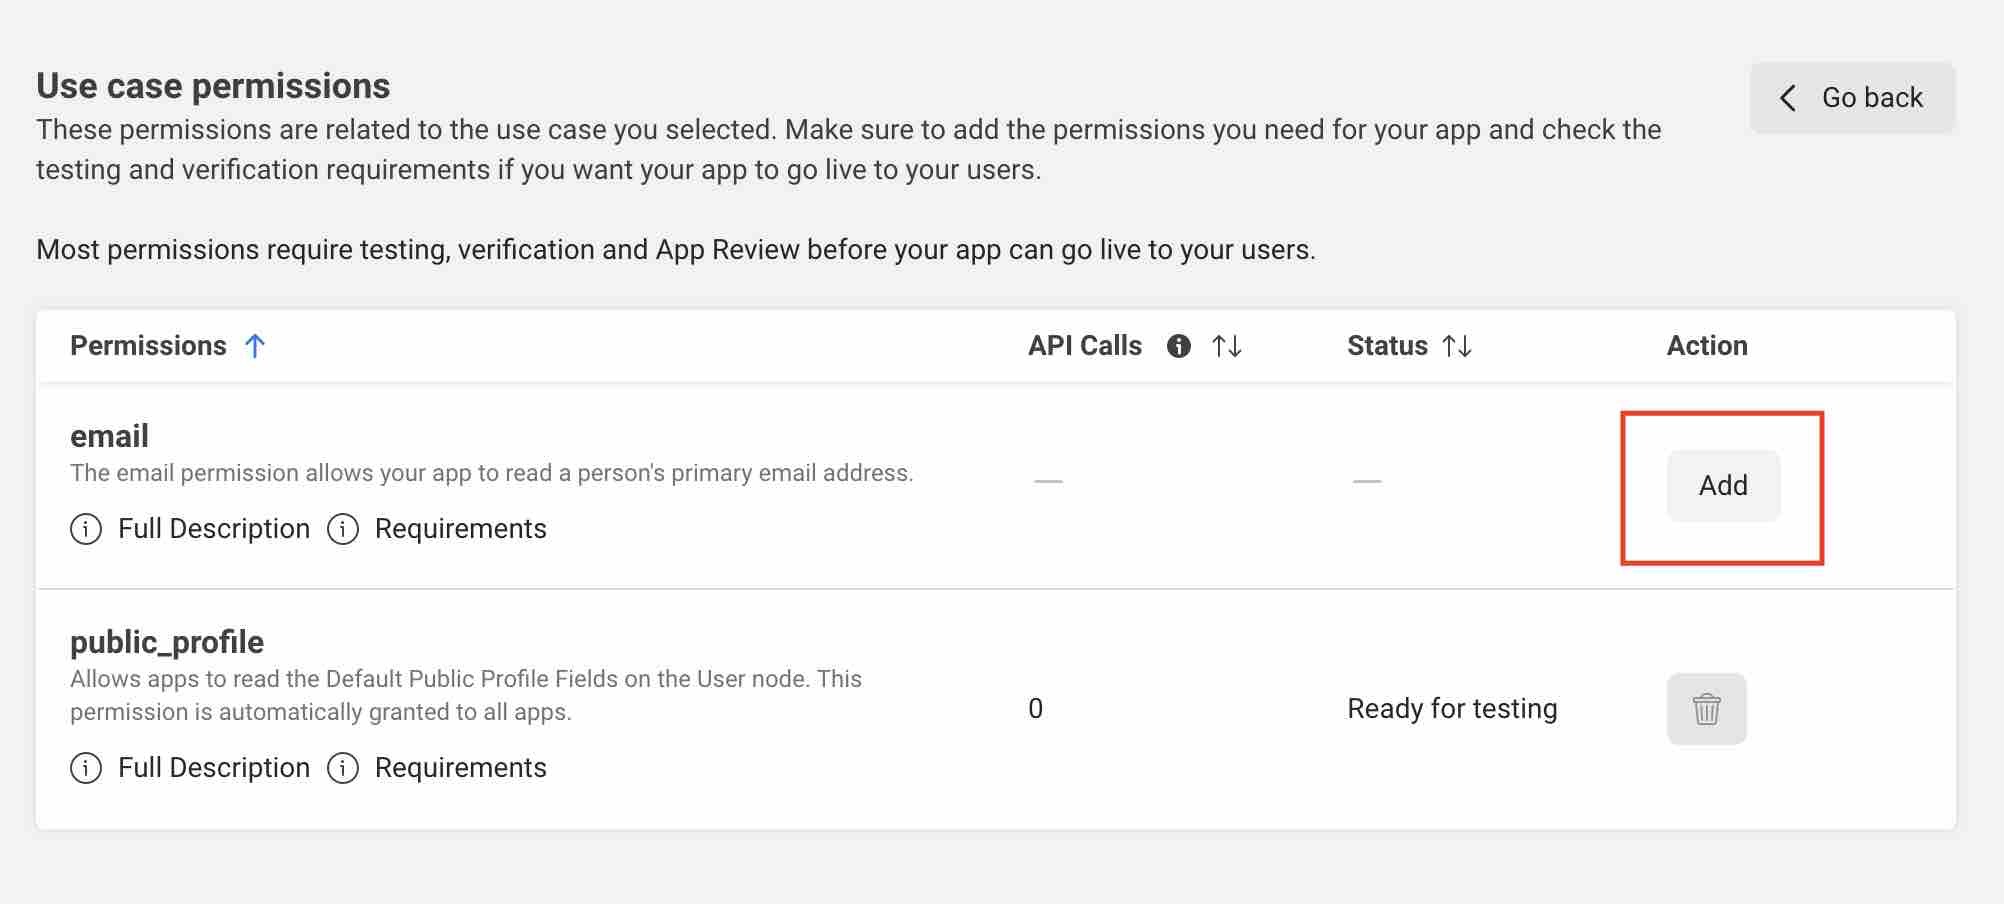 Use case permissions
Go back
These permissions are related to the use case you selected. Make sure to add the permissions you need for your app and check the
testing and verification requirements if you want your app to go live to your users.
Most permissions require testing, verification and App Review before your app can go live to your users.
Permissions API Calls Status Action
email
The email permission allows your app to read a person's primary email address.
— — Add
Full Description Requirements
public_profile
Allows apps to read the Default Public Profile Fields on the User node. This
permission is automatically granted to all apps.
0 Ready for testing
Full Description Requirements